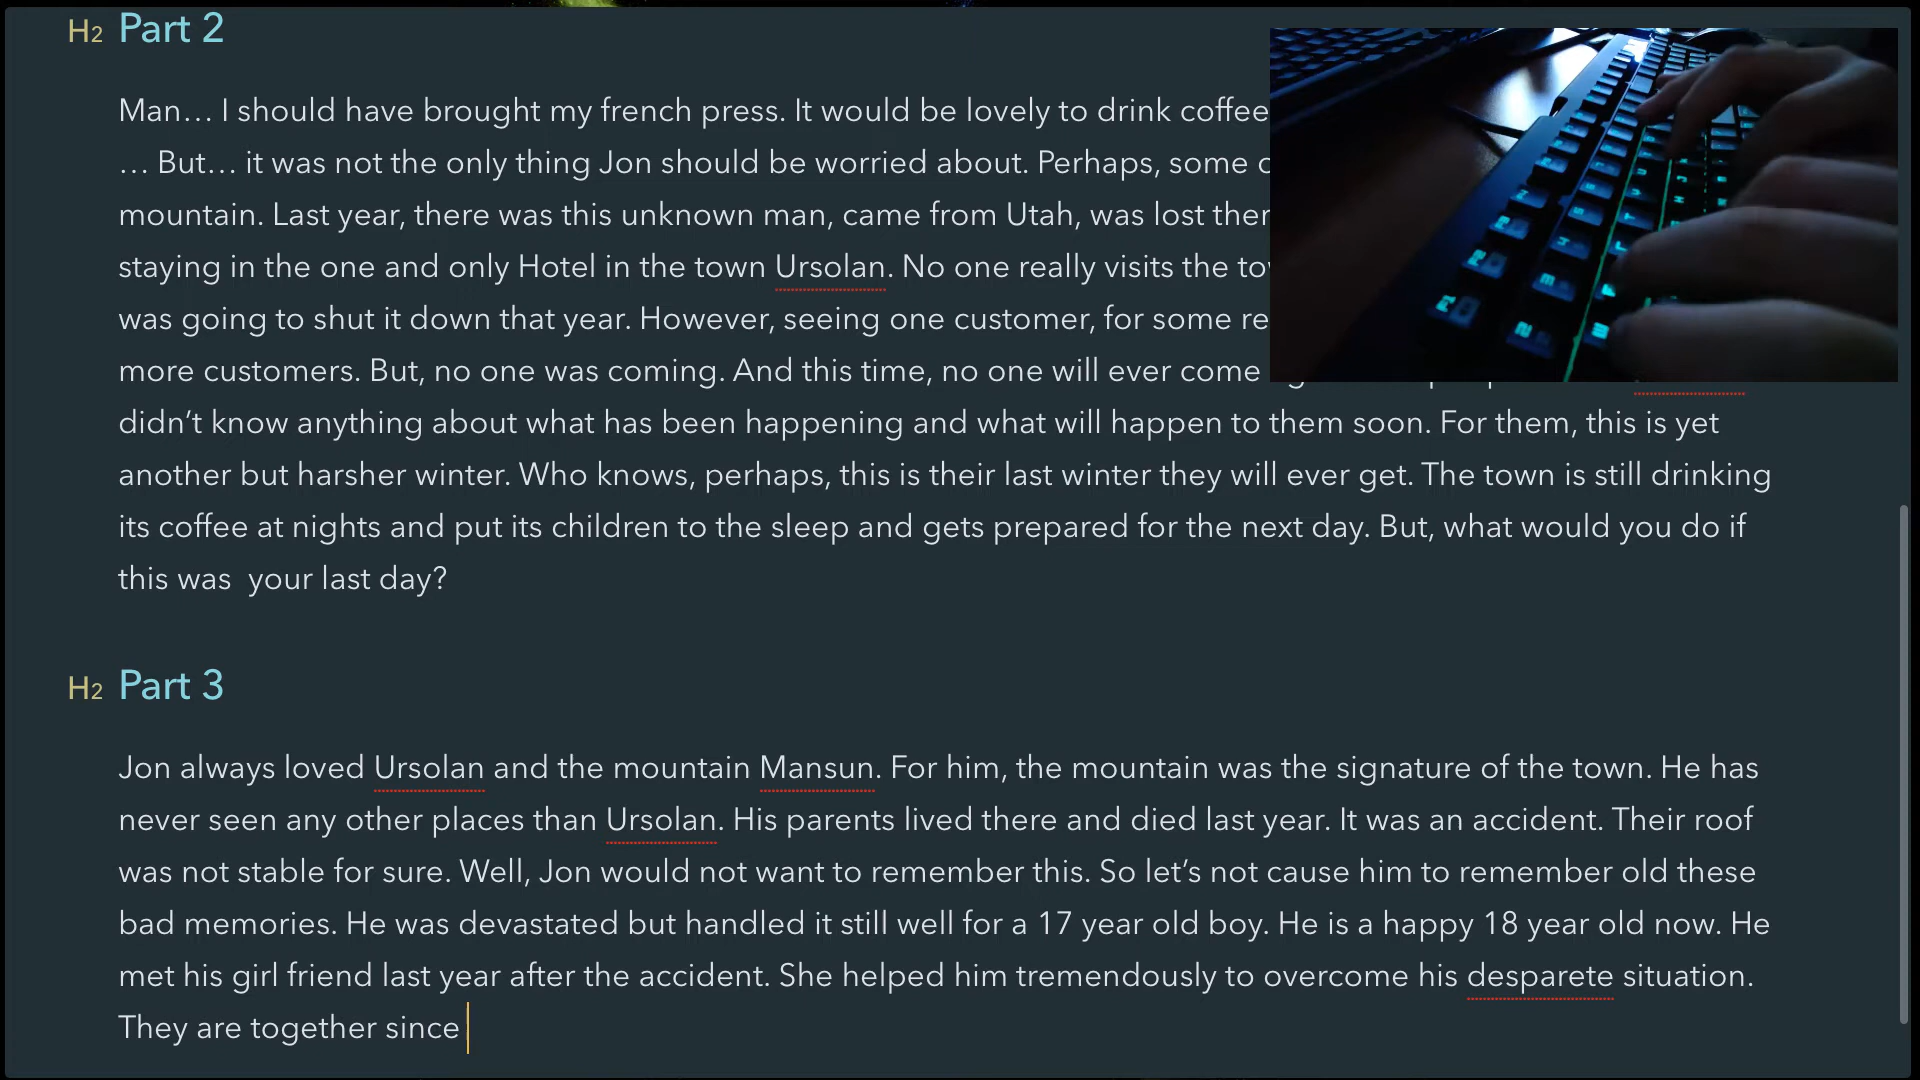 H2 Part 2
Man… I should have brought my french press. It would be lovely to drink coffee
… But… it was not the only thing Jon should be worried about. Perhaps, some
mountain. Last year, there was this unknown man, came from Utah, was lost
staying in the one and only Hotel in the town Ursolan. No one really visits the
was going to shut it down that year. However, seeing one customer, for some
more customers. But, no one was coming. And this time, no one will ever come
didn’t know anything about what has been happening and what will happen to them soon. For them, this is yet
another but harsher winter. Who knows, perhaps, this is their last winter they will ever get. The town is still drinking
its coffee at nights and put its children to the sleep and gets prepared for the next day. But, what would you do if
this was  your last day?
H2 Part 3
Jon always loved Ursolan and the mountain Mansun. For him, the mountain was the signature of the town. He has
never seen any other places than Ursolan. His parents lived there and died last year. It was an accident. Their roof
was not stable for sure. Well, Jon would not want to remember this. So let’s not cause him to remember old these
bad memories. He was devastated but handled it still well for a 17 year old boy. He is a happy 18 year old now. He
met his girl friend last year after the accident. She helped him tremendously to overcome his desparete situation.
They are together since